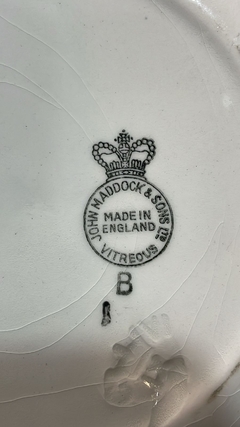 JOHN MADDOCK & SONS LTD
MADE IN
ENGLAND
VITREOUS
B